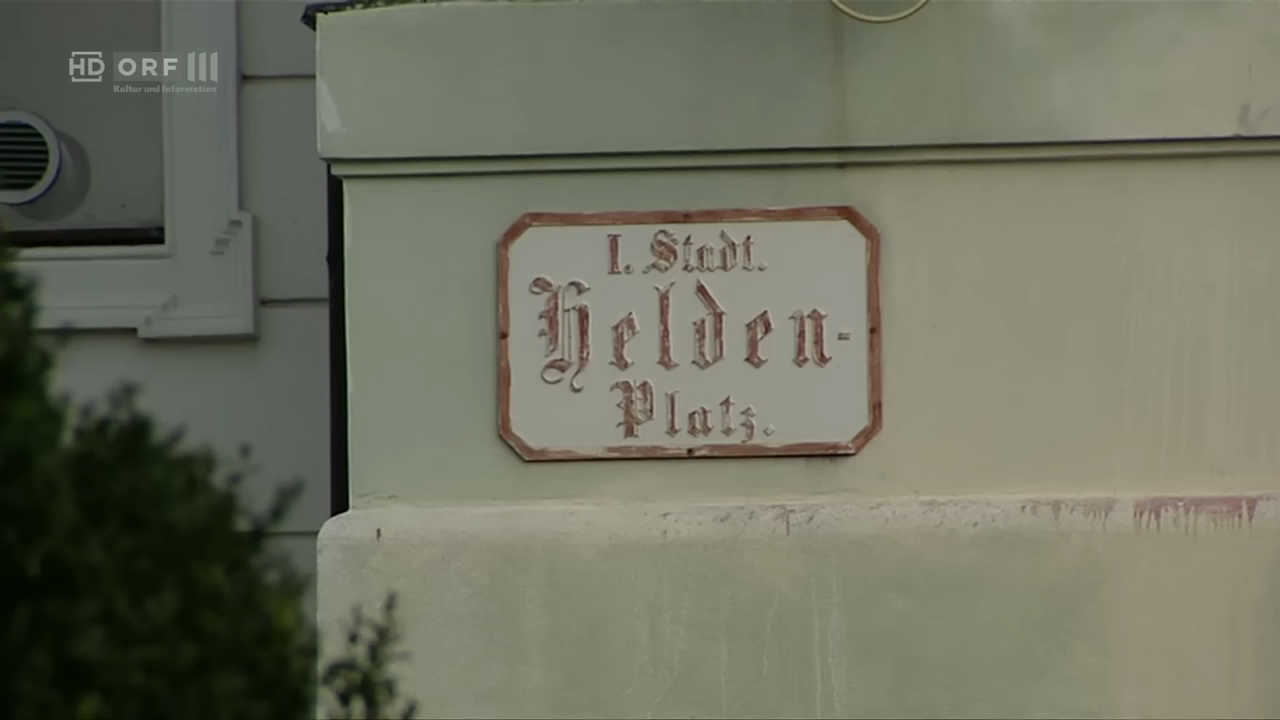 HD ORF III
Kultur und Information
I. Stadt.
Helden-
Platz.